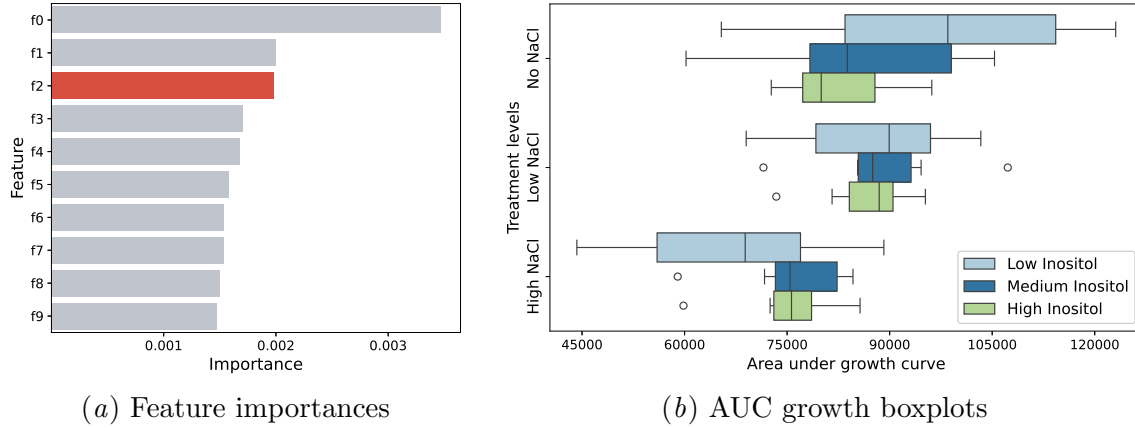 f0
f1
f2
f3
f4
f5
f6
f7
f8
f9
Feature
0.001 0.002 0.003
Importance
(a) Feature importances
No NaCl
Low NaCl
High NaCl
Treatment levels
Low Inositol
Medium Inositol
High Inositol
45000 60000 75000 90000 105000 120000
Area under growth curve
(b) AUC growth boxplots